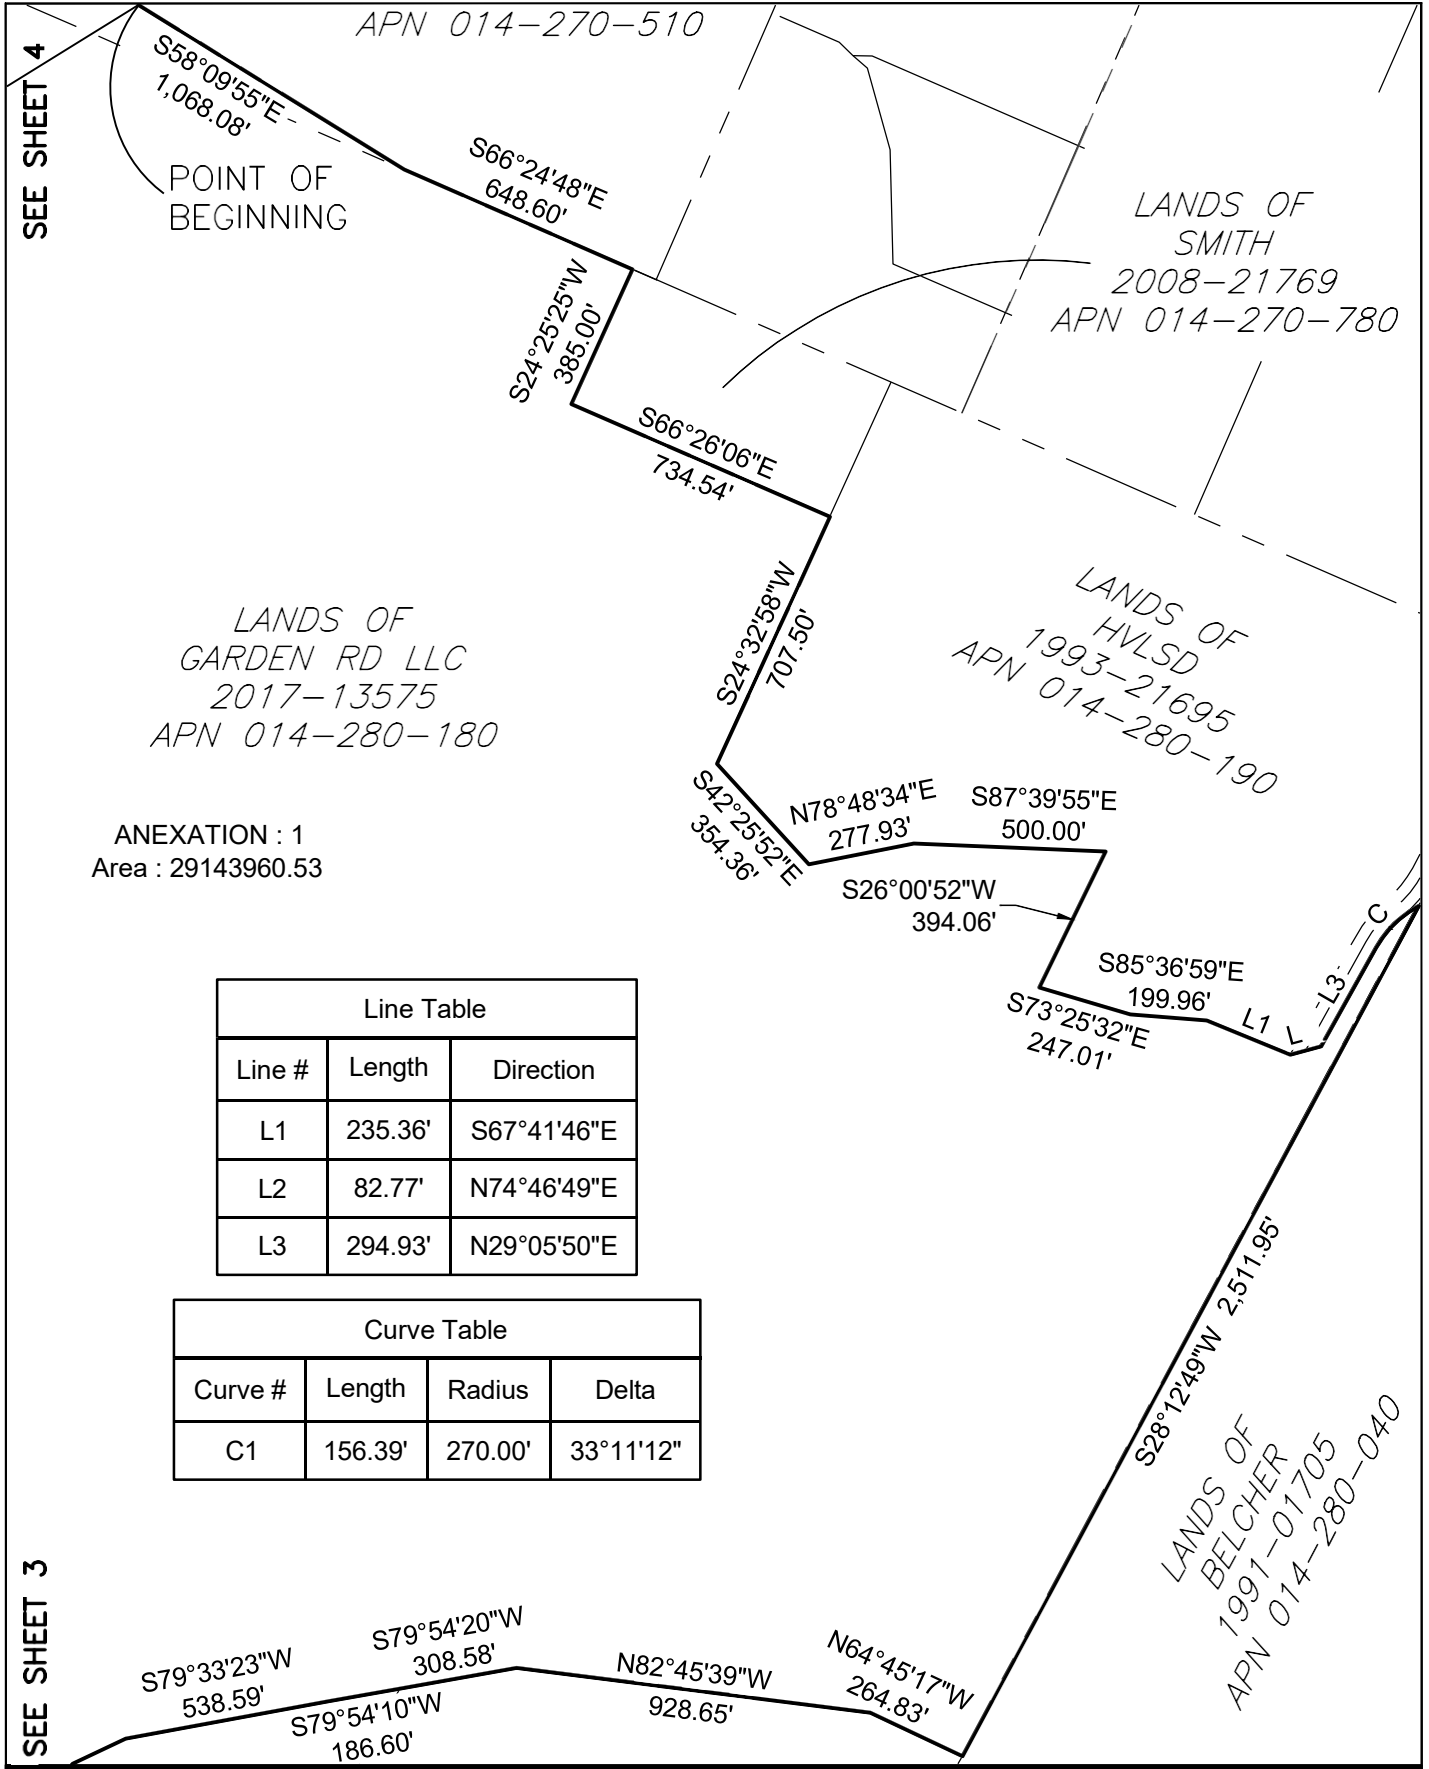 APN 014-270-510
SEE SHEET 4
S58°09'55"E
1,068.08'
POINT OF
BEGINNING
S66°24'48"E
648.60'
LANDS OF
SMITH
2008-21769
APN 014-270-780
S24°25'25"W
385.00'
S66°26'06"E
734.54'
S24°32'58"W
707.50'
LANDS OF
HVLSD
1993-21695
APN 014-280-190
LANDS OF
GARDEN RD LLC
2017-13575
APN 014-280-180
S42°25'52"E
354.36'
N78°48'34"E
277.93'
S87°39'55"E
500.00'
ANEXATION : 1
Area : 29143960.53
S26°00'52"W
394.06'
S73°25'32"E
247.01'
S85°36'59"E
199.96'
L1
L
L3
C
Line Table
Line # Length Direction
L1 235.36' S67°41'46"E
L2 82.77' N74°46'49"E
L3 294.93' N29°05'50"E
Curve Table
Curve # Length Radius Delta
C1 156.39' 270.00' 33°11'12"
S28°12'49"W 2,511.95'
LANDS OF
BELCHER
1991-01705
APN 014-280-040
SEE SHEET 3
S79°33'23"W
538.59'
S79°54'20"W
308.58'
S79°54'10"W
186.60'
N82°45'39"W
928.65'
N64°45'17"W
264.83'